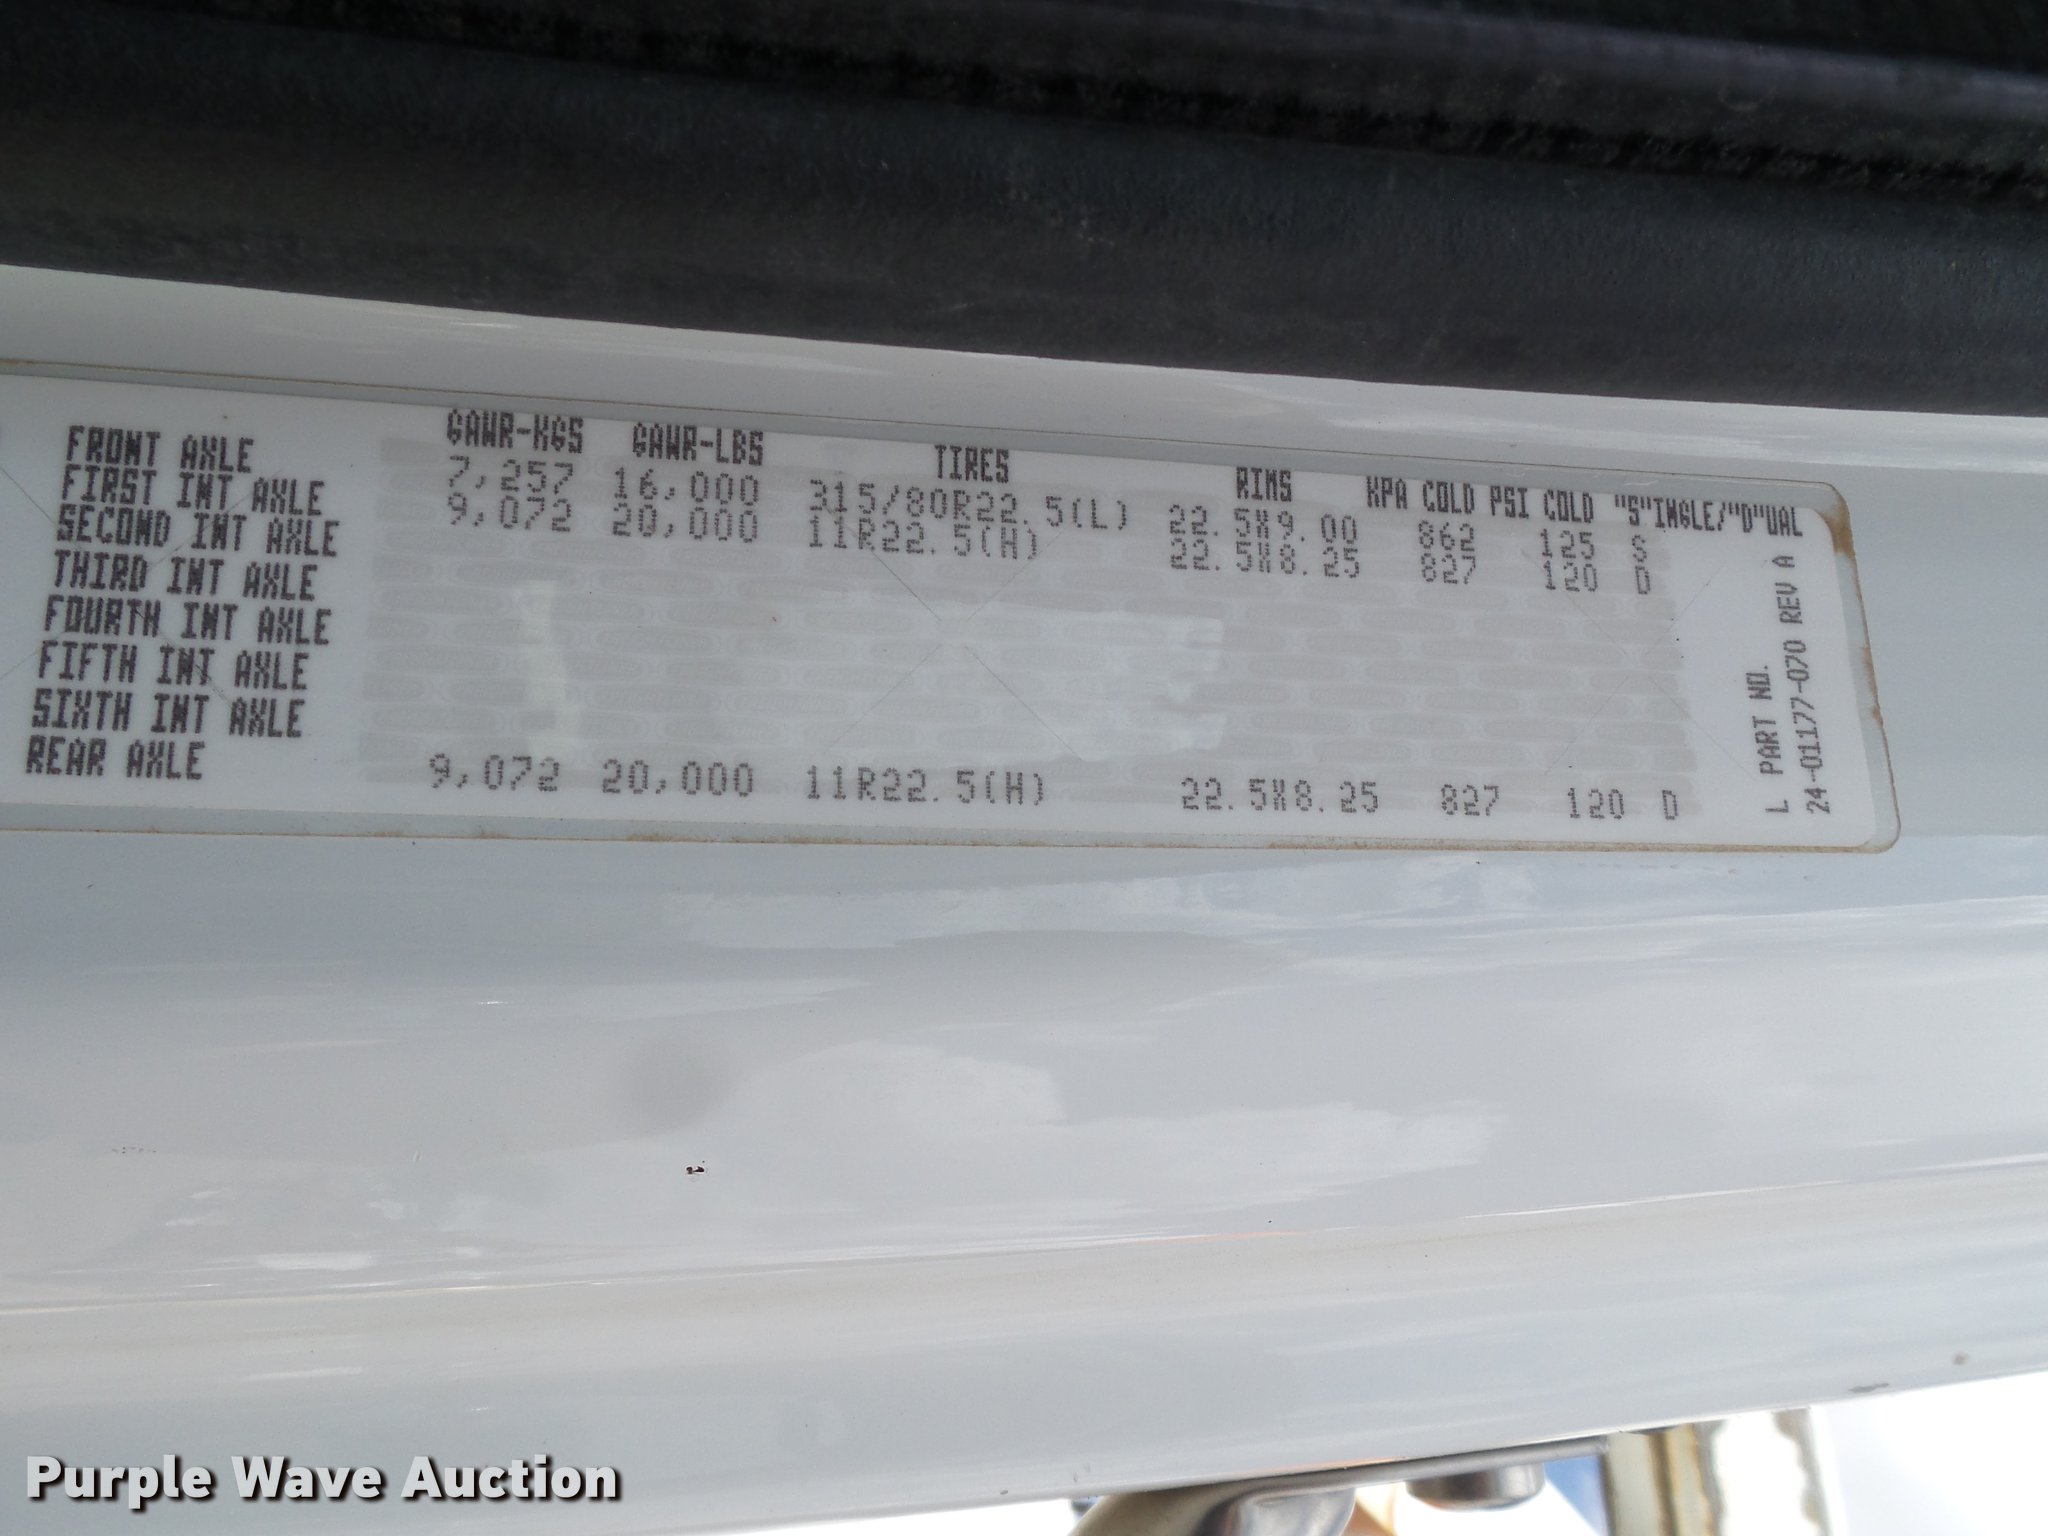 GAWR-KGS GAWR-LBS TIRES RIMS KPA COLD PSI COLD "S"INGLE/"D"UAL
FRONT AXLE 7,257 16,000 315/80R22.5(L) 22.5X9.00 862 125 S
FIRST INT AXLE 9,072 20,000 11R22.5(H) 22.5X8.25 827 120 D
SECOND INT AXLE
THIRD INT AXLE
FOURTH INT AXLE
FIFTH INT AXLE
SIXTH INT AXLE
REAR AXLE 9,072 20,000 11R22.5(H) 22.5X8.25 827 120 D
L PART NO.
24-01177-070 REV A
Purple Wave Auction